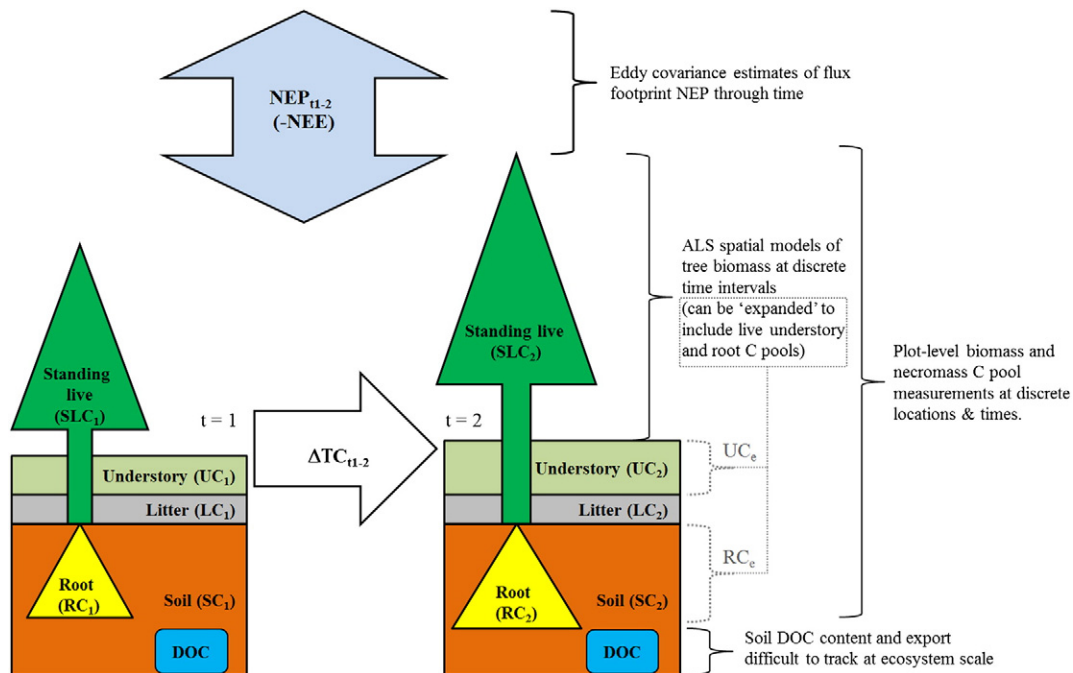 NEPt1-2
(-NEE)
Eddy covariance estimates of flux
footprint NEP through time
ALS spatial models of
tree biomass at discrete
time intervals
(can be ‘expanded’ to
include live understory
and root C pools)
Plot-level biomass and
necromass C pool
measurements at discrete
locations & times.
Standing
live
(SLC1)
t = 1
ΔTCt1-2
t = 2
Standing live
(SLC2)
Understory (UC1)
Litter (LC1)
Root
(RC1)
Soil (SC1)
DOC
Understory (UC2)
Litter (LC2)
Root
(RC2)
Soil (SC2)
DOC
UCe
RCe
Soil DOC content and export
difficult to track at ecosystem scale